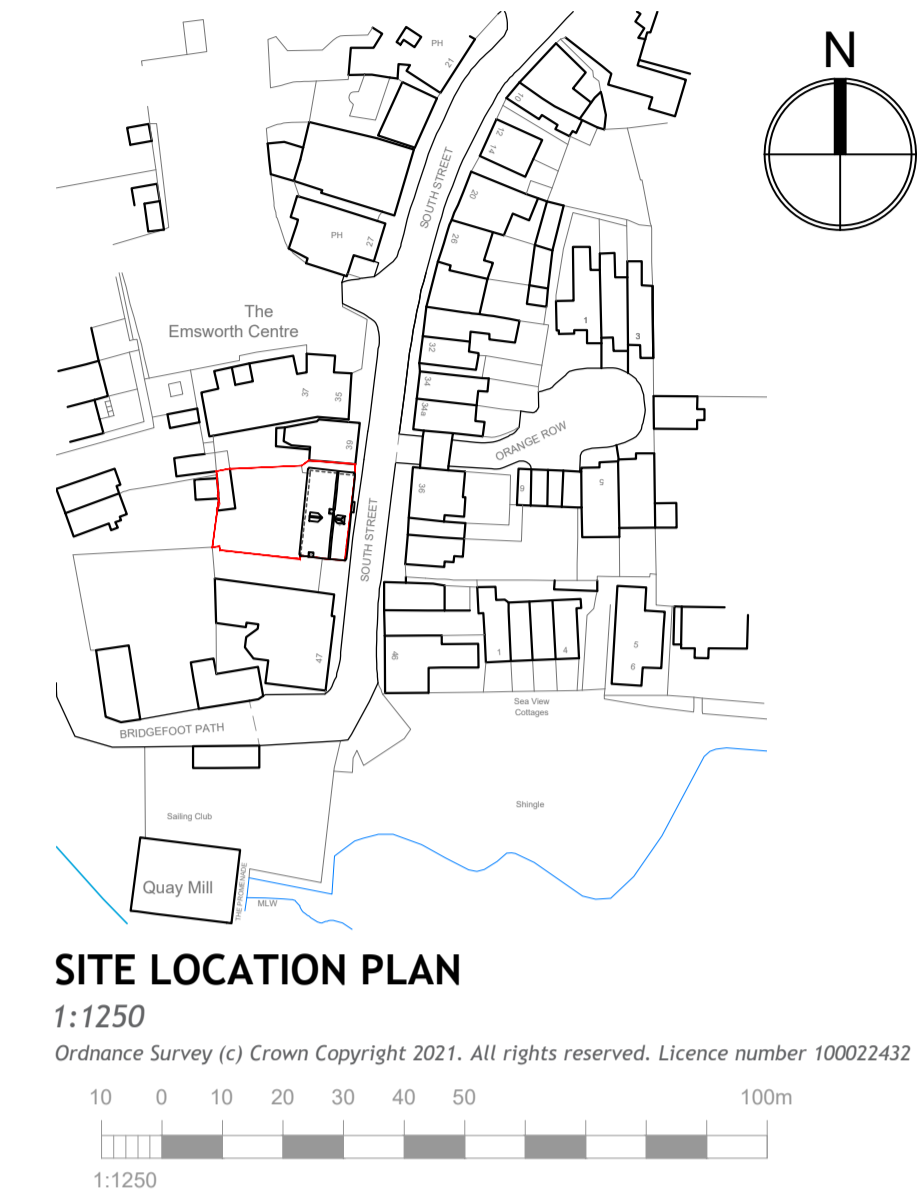 N
PH
21
10
12
14
SOUTH STREET
20
PH
27
26
The
Emsworth Centre
1
3
32
37
35
34
34a
39
ORANGE ROW
36
9
5
SOUTH STREET
47
46
1
4
5
6
Sea View
Cottages
BRIDGEFOOT PATH
Sailing Club
Shingle
Quay Mill
THE PROMENADE
MLW
SITE LOCATION PLAN
1:1250
Ordnance Survey (c) Crown Copyright 2021. All rights reserved. Licence number 100022432
10 0 10 20 30 40 50 100m
1:1250